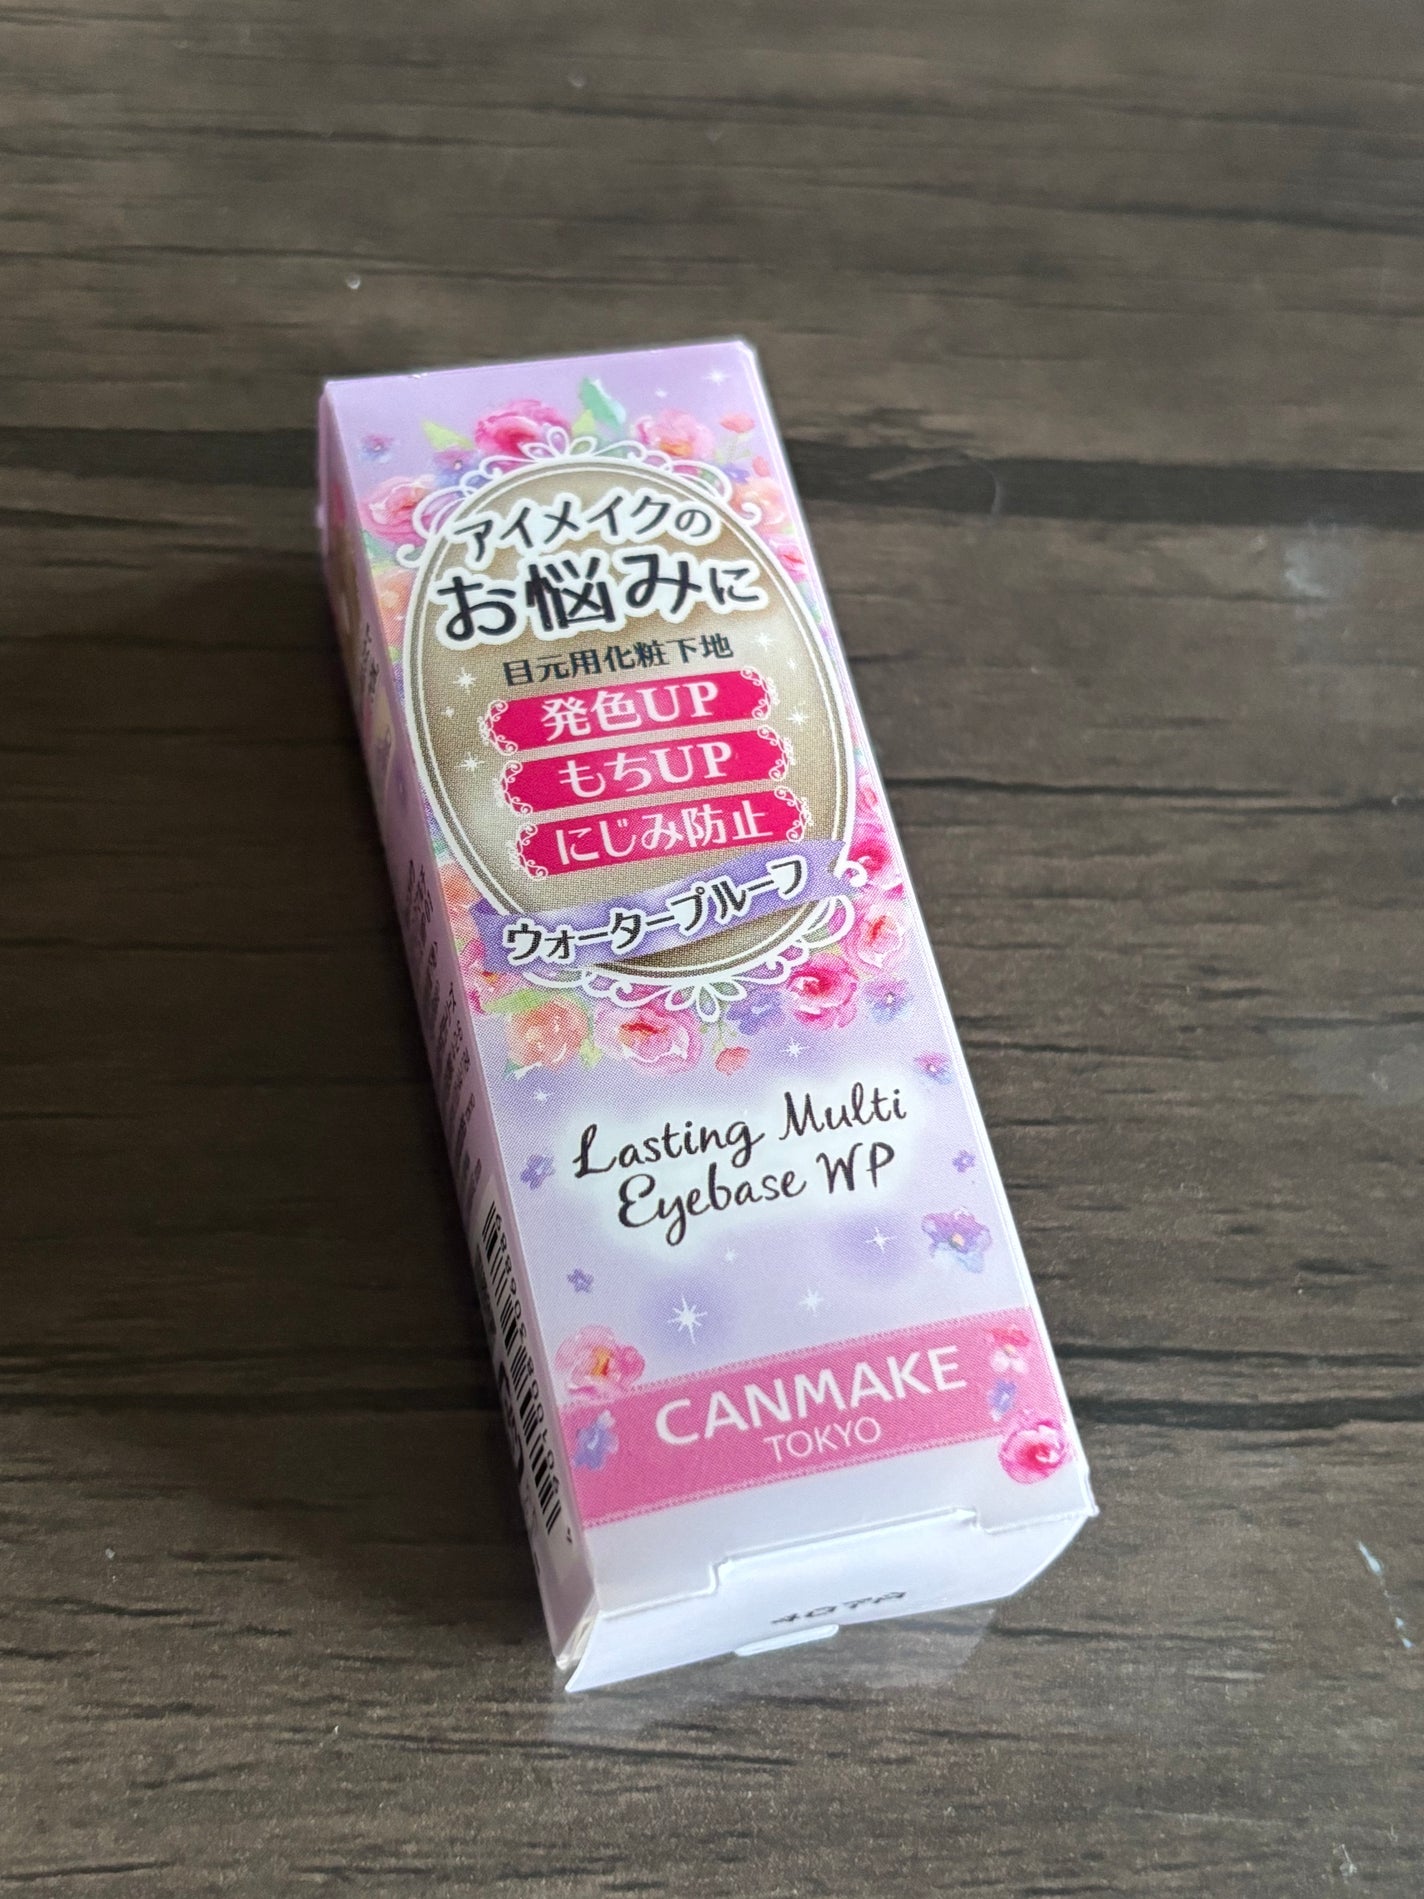 アイメイクの
お悩みに
目元用化粧下地
発色UP
もちUP
にじみ防止
ウォータープルーフ
Lasting Multi
Eyebase WP
CANMAKE
TOKYO